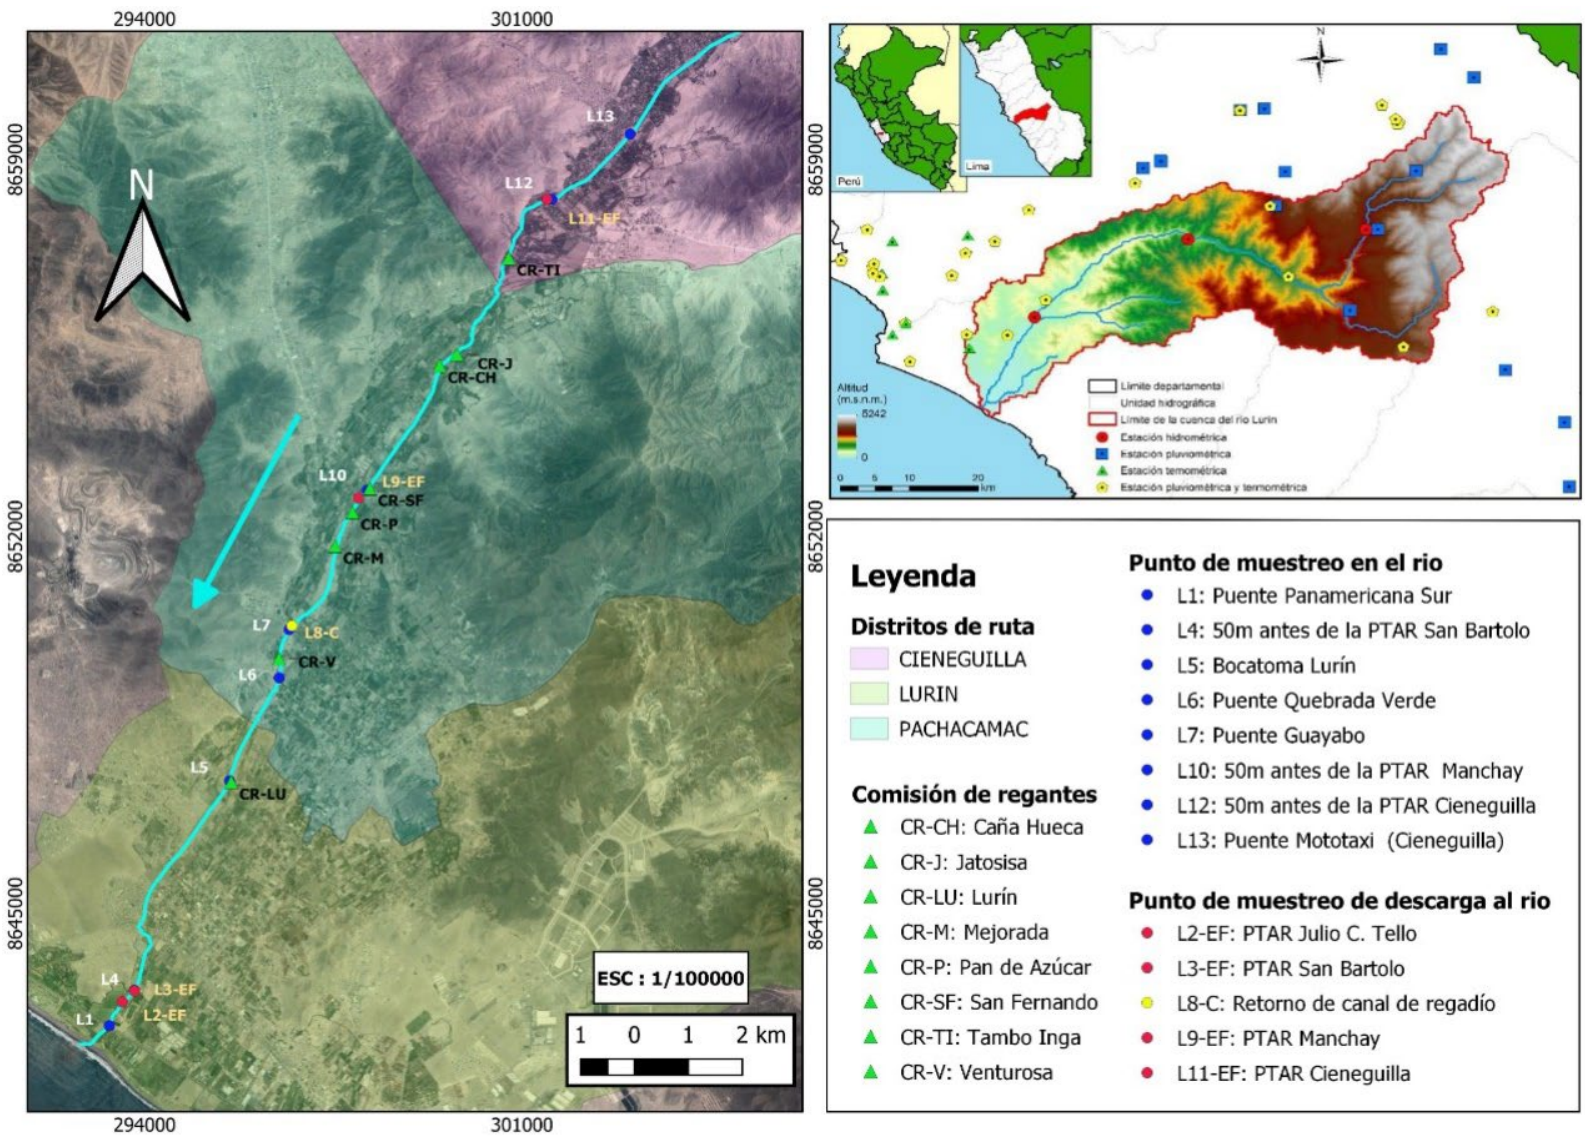 294000
301000
8659000
8659000
8652000
8652000
8645000
8645000
294000
301000
N
L13
L12
L11-EF
CR-TI
CR-J
CR-CH
L10
L9-EF
CR-SF
CR-P
CR-M
L7
L8-C
CR-V
L6
L5
CR-LU
L4
L3-EF
L2-EF
L1
ESC : 1/100000
1 0 1 2 km
Perú
Lima
N
Altitud
(m.s.n.m.)
5242
0
0 5 10 20
km
Límite departamental
Unidad hidrográfica
Límite de la cuenca del río Lurín
Estación hidrométrica
Estación pluviométrica
Estación termométrica
Estación pluviométrica y termométrica
Leyenda
Distritos de ruta
CIENEGUILLA
LURIN
PACHACAMAC
Comisión de regantes
CR-CH: Caña Hueca
CR-J: Jatosisa
CR-LU: Lurín
CR-M: Mejorada
CR-P: Pan de Azúcar
CR-SF: San Fernando
CR-TI: Tambo Inga
CR-V: Venturosa
Punto de muestreo en el rio
L1: Puente Panamericana Sur
L4: 50m antes de la PTAR San Bartolo
L5: Bocatoma Lurín
L6: Puente Quebrada Verde
L7: Puente Guayabo
L10: 50m antes de la PTAR Manchay
L12: 50m antes de la PTAR Cieneguilla
L13: Puente Mototaxi (Cieneguilla)
Punto de muestreo de descarga al rio
L2-EF: PTAR Julio C. Tello
L3-EF: PTAR San Bartolo
L8-C: Retorno de canal de regadío
L9-EF: PTAR Manchay
L11-EF: PTAR Cieneguilla